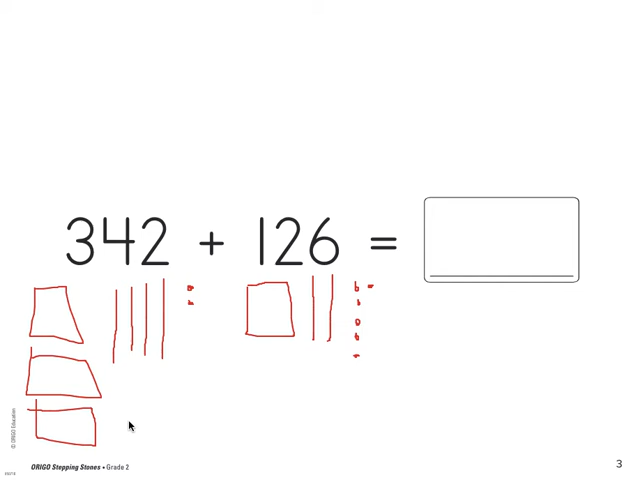 342 + 126 =
© ORIGO Education
ORIGO Stepping Stones • Grade 2
3